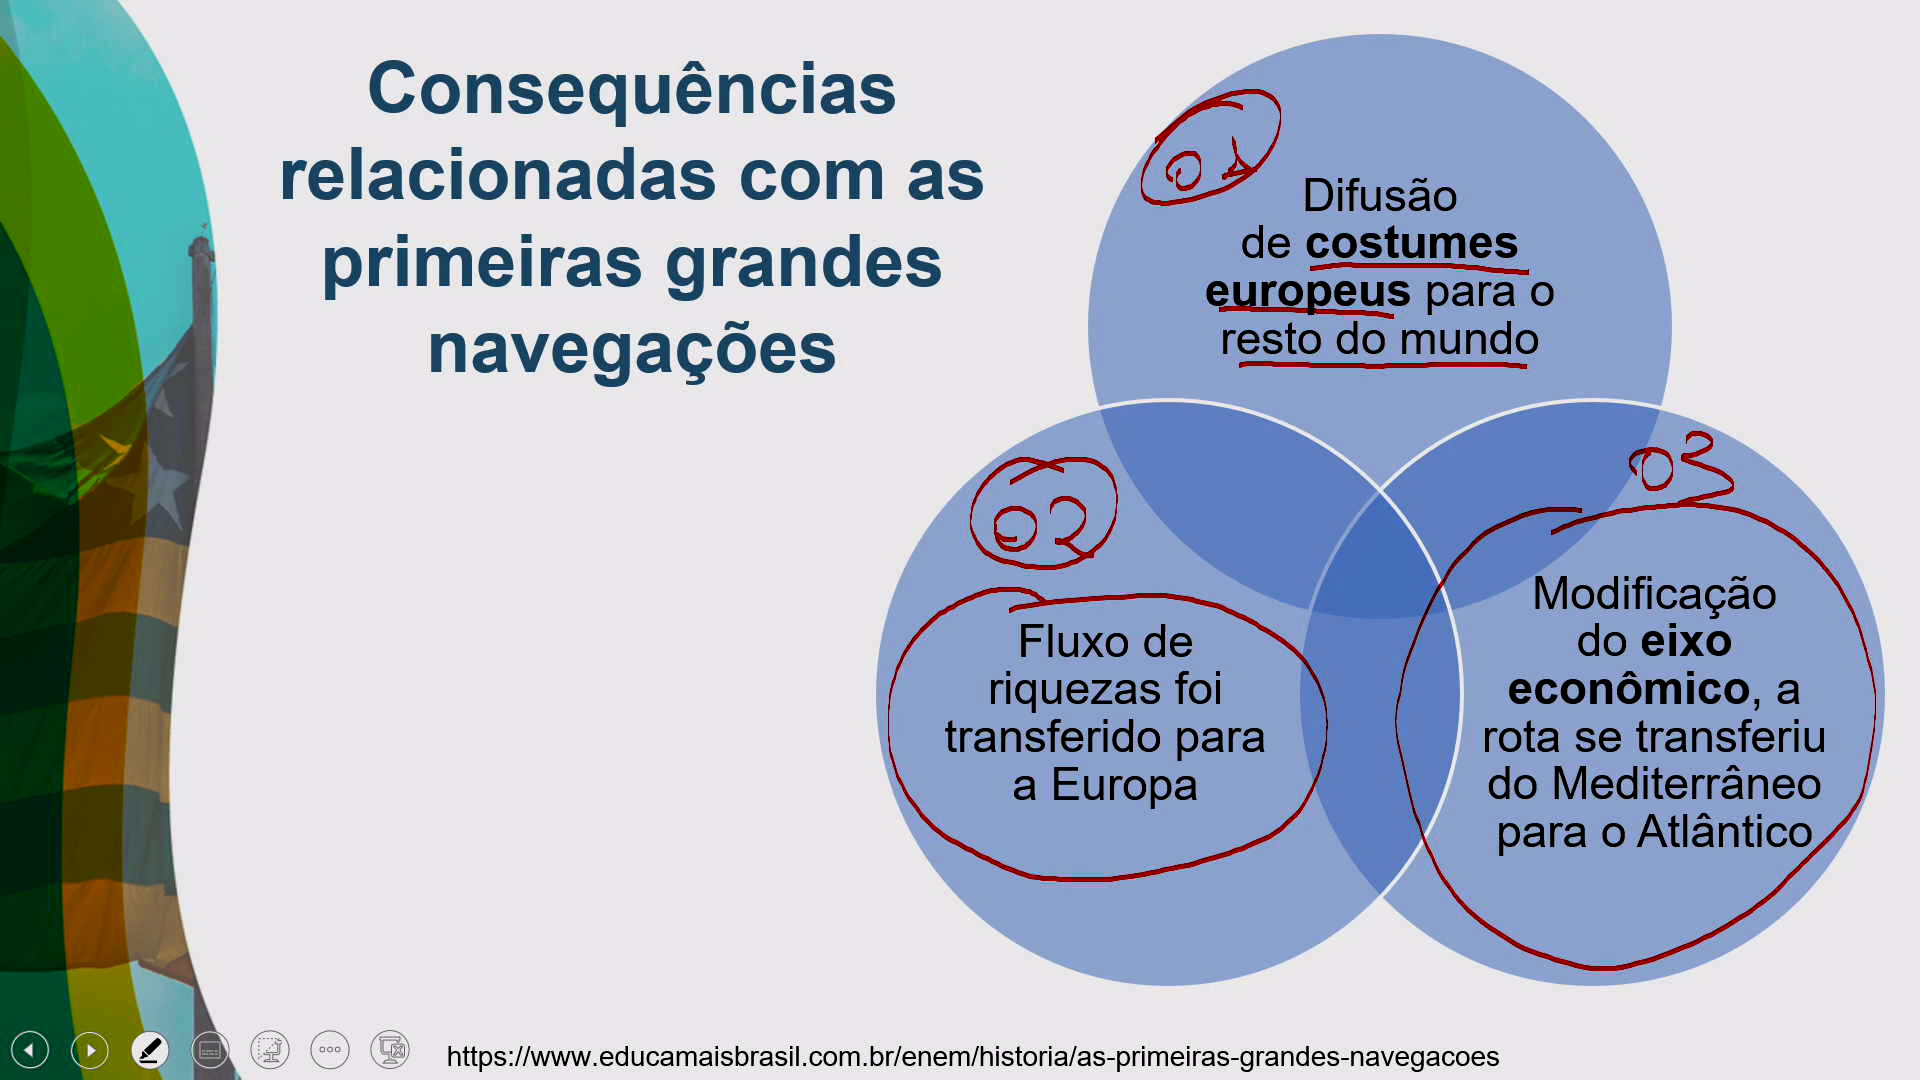 Consequências
relacionadas com as
primeiras grandes
navegações
01
Difusão
de costumes
europeus para o
resto do mundo
02
Fluxo de
riquezas foi
transferido para
a Europa
03
Modificação
do eixo
econômico, a
rota se transferiu
do Mediterrâneo
para o Atlântico
https://www.educamaisbrasil.com.br/enem/historia/as-primeiras-grandes-navegacoes